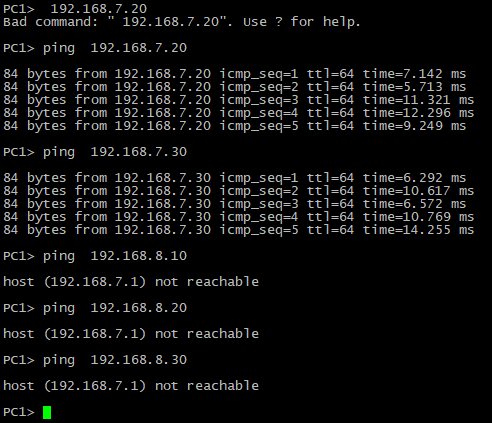 PC1>  192.168.7.20
Bad command: " 192.168.7.20". Use ? for help.
PC1> ping  192.168.7.20
84 bytes from 192.168.7.20 icmp_seq=1 ttl=64 time=7.142 ms
84 bytes from 192.168.7.20 icmp_seq=2 ttl=64 time=5.713 ms
84 bytes from 192.168.7.20 icmp_seq=3 ttl=64 time=11.321 ms
84 bytes from 192.168.7.20 icmp_seq=4 ttl=64 time=12.296 ms
84 bytes from 192.168.7.20 icmp_seq=5 ttl=64 time=9.249 ms
PC1> ping  192.168.7.30
84 bytes from 192.168.7.30 icmp_seq=1 ttl=64 time=6.292 ms
84 bytes from 192.168.7.30 icmp_seq=2 ttl=64 time=10.617 ms
84 bytes from 192.168.7.30 icmp_seq=3 ttl=64 time=6.572 ms
84 bytes from 192.168.7.30 icmp_seq=4 ttl=64 time=10.769 ms
84 bytes from 192.168.7.30 icmp_seq=5 ttl=64 time=14.255 ms
PC1> ping  192.168.8.10
host (192.168.7.1) not reachable
PC1> ping  192.168.8.20
host (192.168.7.1) not reachable
PC1> ping  192.168.8.30
host (192.168.7.1) not reachable
PC1>